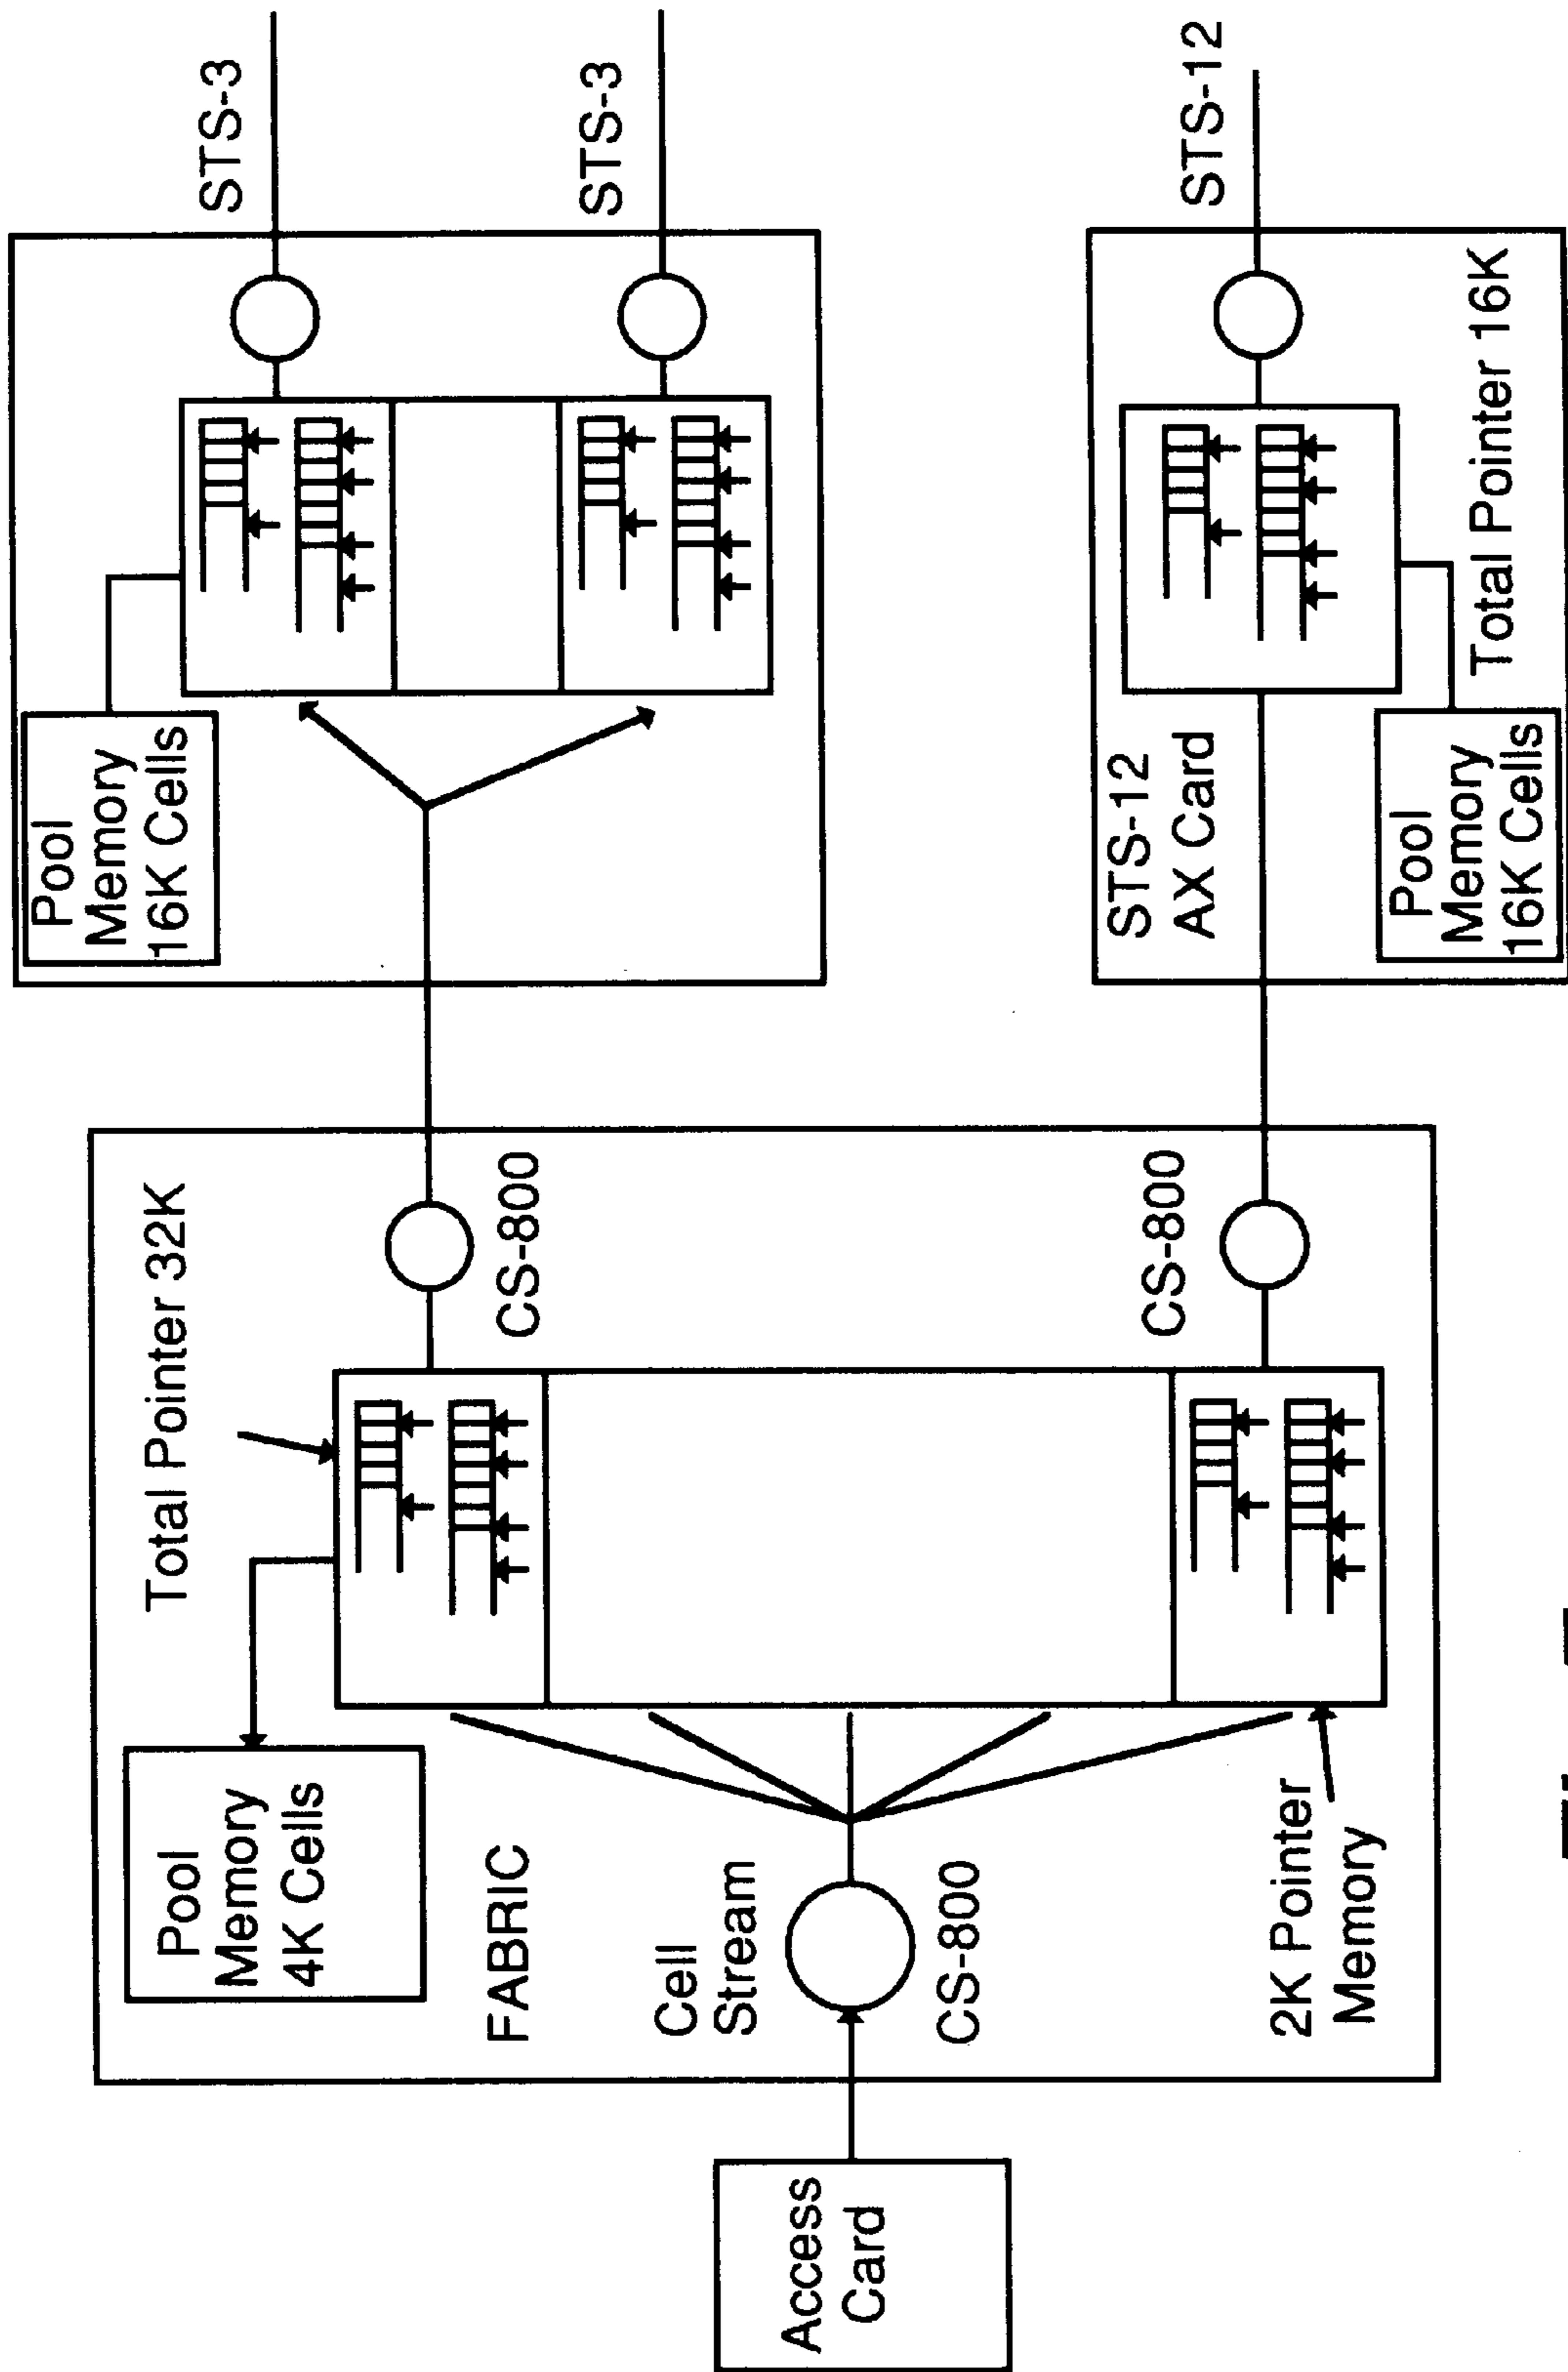 Access
Card
Pool
Memory
4K Cells
Total Pointer 32K
FABRIC
Cell
Stream
CS-800
2K Pointer
Memory
CS-800
CS-800
Pool
Memory
16K Cells
STS-3
STS-3
STS-12
AX Card
Pool
Memory
16K Cells
Total Pointer 16K
STS-12